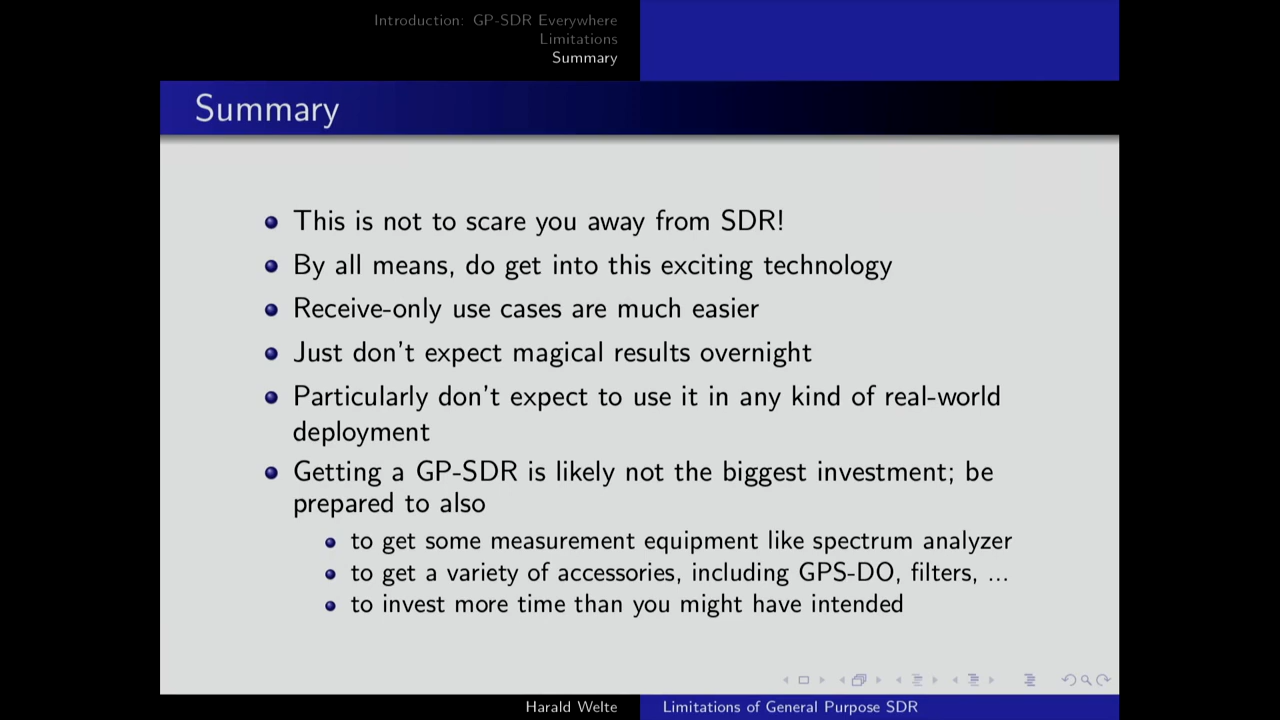 Introduction: GP-SDR Everywhere
Limitations
Summary
Summary
This is not to scare you away from SDR!
By all means, do get into this exciting technology
Receive-only use cases are much easier
Just don't expect magical results overnight
Particularly don't expect to use it in any kind of real-world
deployment
Getting a GP-SDR is likely not the biggest investment; be
prepared to also
to get some measurement equipment like spectrum analyzer
to get a variety of accessories, including GPS-DO, filters, ...
to invest more time than you might have intended
Harald Welte
Limitations of General Purpose SDR